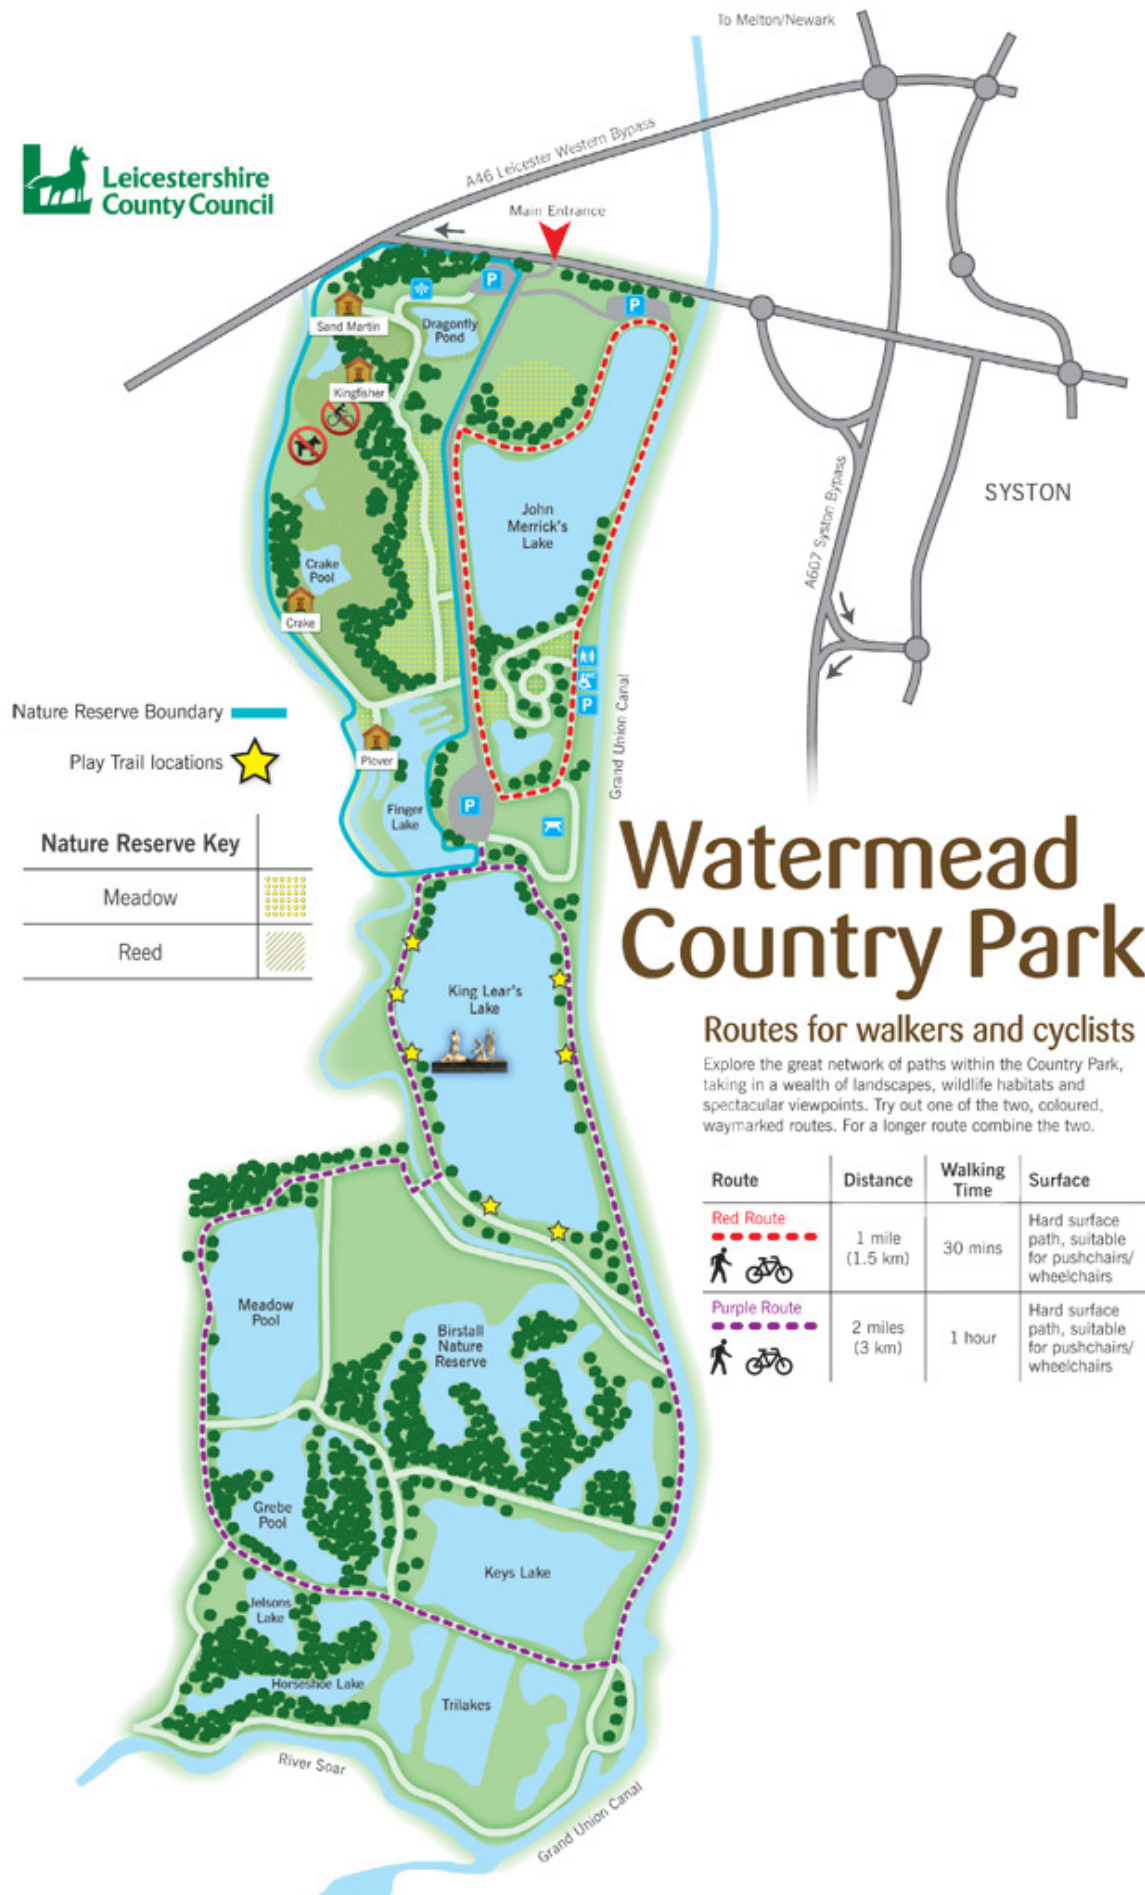 To Melton/Newark
A46 Leicester Western Bypass
Leicestershire
County Council
Main Entrance
P
P
Sand Martin
Dragonfly
Pond
Kingfisher
John
Merrick's
Lake
SYSTON
A607 Syston Bypass
Crake
Pool
Crake
P
Grand Union Canal
Nature Reserve Boundary
Play Trail locations
Plover
Finger
Lake
P
Nature Reserve Key
Meadow
Reed
Watermead
Country Park
King Lear's
Lake
Routes for walkers and cyclists
Explore the great network of paths within the Country Park,
taking in a wealth of landscapes, wildlife habitats and
spectacular viewpoints. Try out one of the two, coloured,
waymarked routes. For a longer route combine the two.
Route Distance Walking Time Surface
Red Route
1 mile
(1.5 km)
30 mins
Hard surface
path, suitable
for pushchairs/
wheelchairs
Purple Route
2 miles
(3 km)
1 hour
Hard surface
path, suitable
for pushchairs/
wheelchairs
Meadow
Pool
Birstall
Nature
Reserve
Grebe
Pool
Keys Lake
Jelsons
Lake
Horseshoe Lake
Trilakes
River Soar
Grand Union Canal